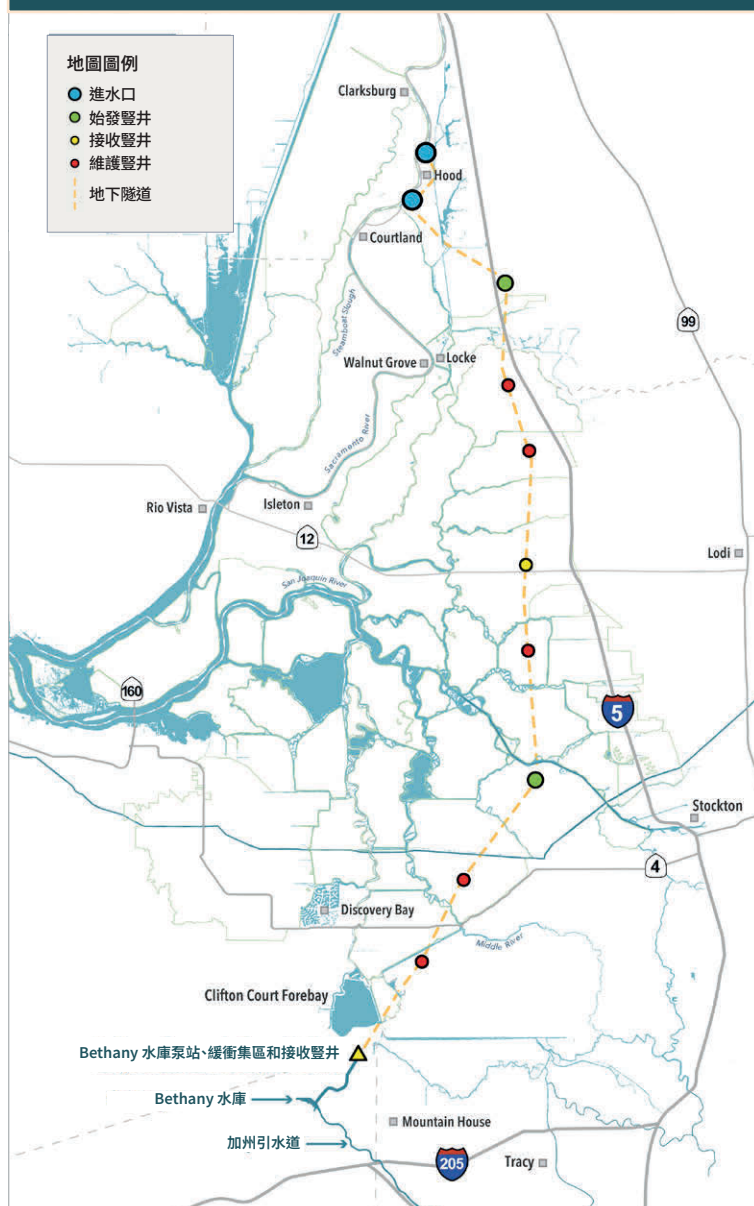 地圖圖例
進水口
始發豎井
接收豎井
維護豎井
地下隧道
Clarksburg
Hood
Courtland
Steamboat Slough
99
Walnut Grove
Locke
Sacramento River
Rio Vista
Isleton
12
Lodi
San Joaquin River
160
5
Stockton
4
Discovery Bay
Middle River
Clifton Court Forebay
Bethany 水庫泵站、緩衝集區和接收豎井
Bethany 水庫
Mountain House
加州引水道
205
Tracy